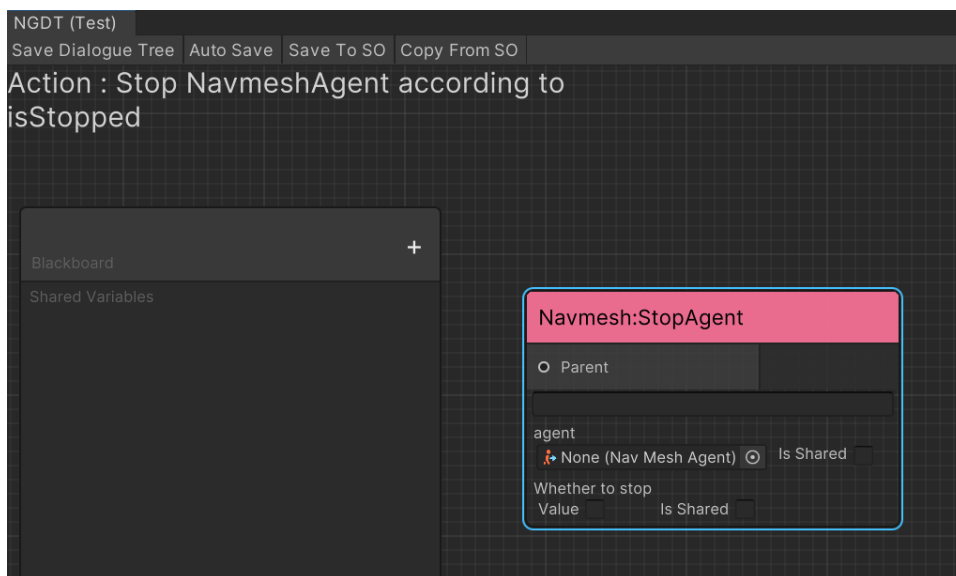 NGDT (Test)
Save Dialogue Tree Auto Save Save To SO Copy From SO
Action : Stop NavmeshAgent according to
isStopped
Blackboard
Shared Variables
Navmesh:StopAgent
Parent
agent
None (Nav Mesh Agent) Is Shared
Whether to stop
Value Is Shared